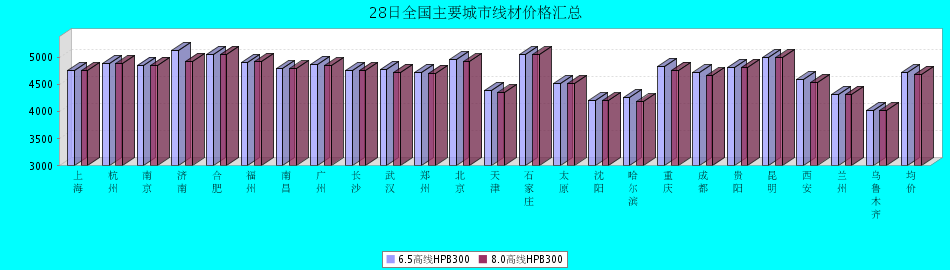 28日全国主要城市线材价格汇总
5000
4500
4000
3500
3000
上海 杭州 南京 济南 合肥 福州 南昌 广州 长沙 武汉 郑州 北京 天津 石家庄 太原 沈阳 哈尔滨 重庆 成都 贵阳 昆明 西安 兰州 乌鲁木齐 均价
6.5高线HPB300 8.0高线HPB300